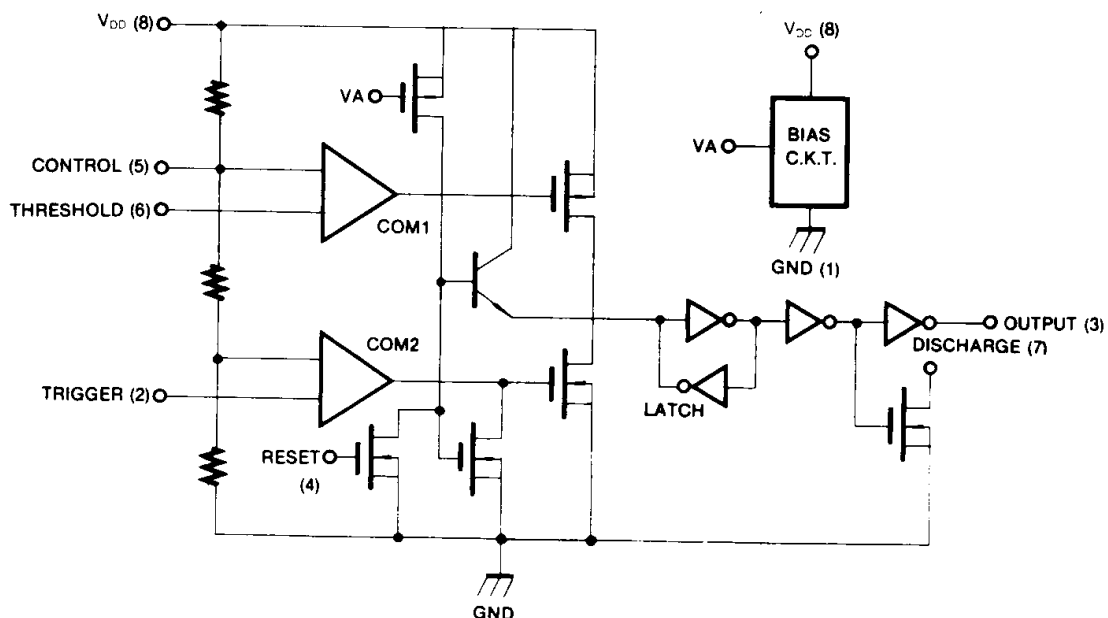 VDD (8)
VDD (8)
VA
BIAS
C.K.T.
VA
CONTROL (5)
THRESHOLD (6)
COM1
GND (1)
COM2
OUTPUT (3)
DISCHARGE (7)
TRIGGER (2)
LATCH
RESET
(4)
GND